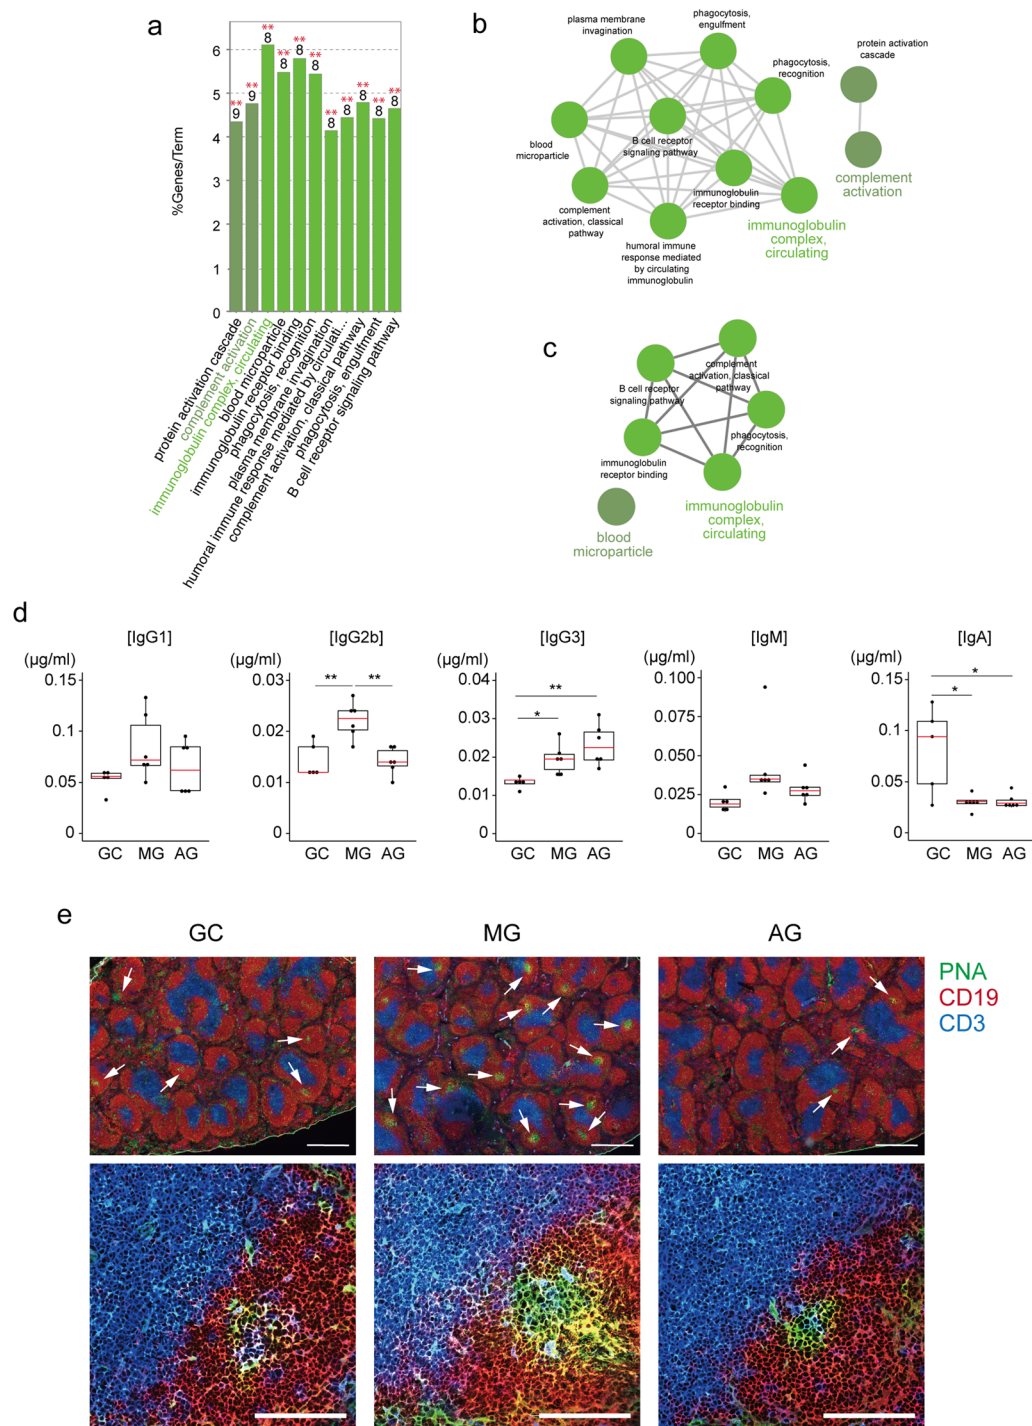 a
%Genes/Term
6
5
4
3
2
1
0
**
9
**
9
**
8
**
8
**
8
**
8
**
8
**
8
**
8
**
8
**
8
protein activation cascade
complement activation
immunoglobulin complex, circulating
blood microparticle
immunoglobulin receptor binding
phagocytosis, recognition
plasma membrane invagination
humoral immune response mediated by circulati...
complement activation, classical pathway
phagocytosis, engulfment
B cell receptor signaling pathway
b
plasma membrane
invagination
phagocytosis,
engulfment
phagocytosis,
recognition
protein activation
cascade
blood
microparticle
B cell receptor
signaling pathway
complement
activation
complement
activation, classical
pathway
immunoglobulin
receptor binding
humoral immune
response mediated
by circulating
immunoglobulin
immunoglobulin
complex,
circulating
c
B cell receptor
signaling pathway
complement
activation, classical
pathway
phagocytosis,
recognition
immunoglobulin
receptor binding
immunoglobulin
complex,
circulating
blood
microparticle
d
[IgG1]
(µg/ml)
0.15
0.1
0.05
0
GC MG AG
[IgG2b]
(µg/ml)
0.03
0.015
0
** **
GC MG AG
[IgG3]
(µg/ml)
0.04
0.02
0
**
*
GC MG AG
[IgM]
(µg/ml)
0.100
0.075
0.050
0.025
0
GC MG AG
[IgA]
(µg/ml)
0.15
0.1
0.05
0
*
*
GC MG AG
e
GC MG AG
PNA
CD19
CD3